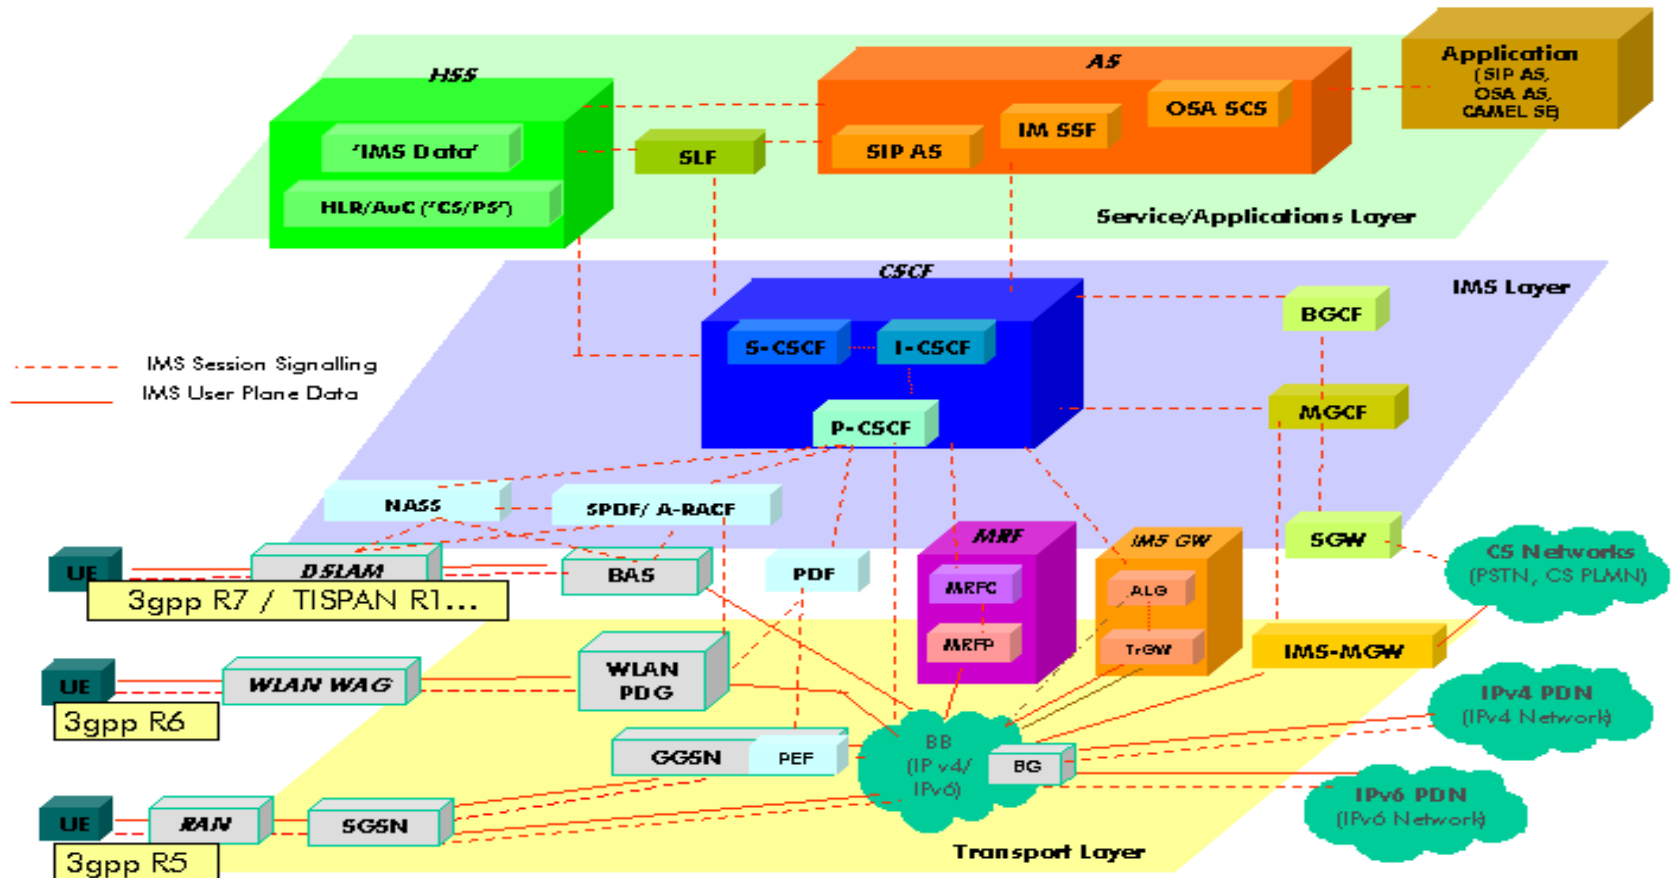 HSS
'IMS Data'
HLR/AuC ('CS/PS')
SLF
AS
SIP AS
IM SSF
OSA SCS
Application
(SIP AS,
OSA AS,
CAMEL SE)
Service/Applications Layer
CSCF
S-CSCF
I-CSCF
P-CSCF
IMS Layer
BGCF
MGCF
SGW
IMS Session Signalling
IMS User Plane Data
NASS
SPDF/ A-RACF
UE
DSLAM
BAS
PDF
3gpp R7 / TISPAN R1...
MRF
MRFC
MRFP
IMS GW
ALG
TrGW
CS Networks
(PSTN, CS PLMN)
IMS-MGW
UE
WLAN WAG
WLAN
PDG
3gpp R6
IPv4 PDN
(IPv4 Network)
GGSN
PEF
BB
(IP v4/
IPv6)
BG
IPv6 PDN
(IPv6 Network)
UE
RAN
SGSN
3gpp R5
Transport Layer